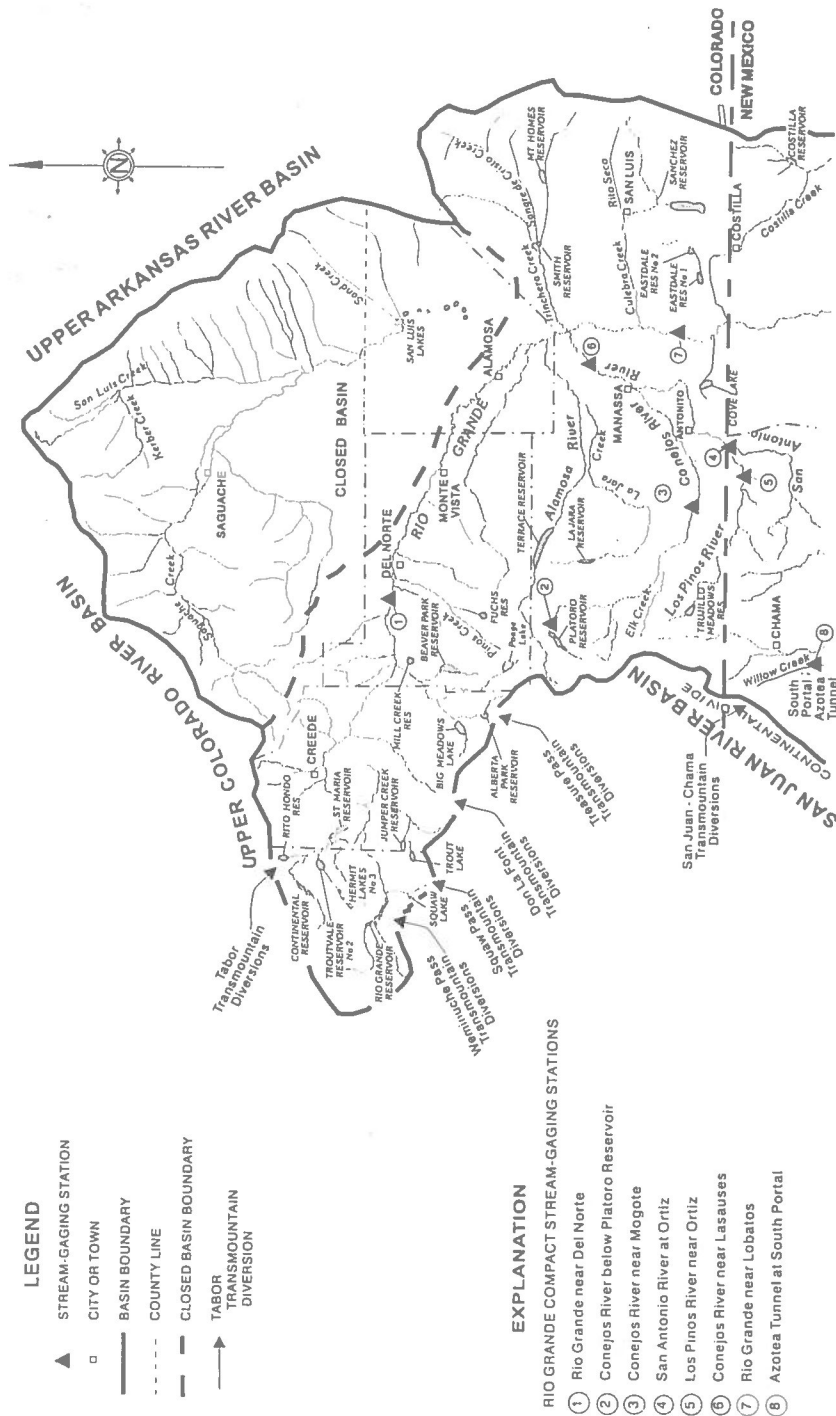 LEGEND
STREAM-GAGING STATION
CITY OR TOWN
BASIN BOUNDARY
COUNTY LINE
CLOSED BASIN BOUNDARY
TABOR
TRANSMOUNTAIN
DIVERSION
EXPLANATION
RIO GRANDE COMPACT STREAM-GAGING STATIONS
1 Rio Grande near Del Norte
2 Conejos River below Platoro Reservoir
3 Conejos River near Mogote
4 San Antonio River at Ortiz
5 Los Pinos River near Ortiz
6 Conejos River near Lasauses
7 Rio Grande near Lobatos
8 Azotea Tunnel at South Portal
N
UPPER COLORADO RIVER BASIN
UPPER ARKANSAS RIVER BASIN
SAN JUAN RIVER BASIN
CONTINENTAL DIVIDE
Tabor
Transmountain
Diversions
CONTINENTAL
RESERVOIR
RITO HONDO
RES
CREEDE
TROUTVALE
RESERVOIR
No 2
HERMIT
LAKES
No 3
ST MARIA
RESERVOIR
JUMPER CREEK
RESERVOIR
RIO GRANDE
RESERVOIR
SQUAW
LAKE
TROUT
LAKE
Weminuche Pass
Transmountain
Diversions
Squaw Pass
Transmountain
Diversions
Don La Font
Transmountain
Diversions
Treasure Pass
Transmountain
Diversions
MILL CREEK
RES
BEAVER PARK
RESERVOIR
BIG MEADOWS
LAKE
ALBERTA
PARK
RESERVOIR
Saguache Creek
SAGUACHE
Kerber Creek
San Luis Creek
CLOSED BASIN
Sand Creek
SAN LUIS
LAKES
DEL NORTE
1
RIO GRANDE
MONTE
VISTA
ALAMOSA
Pinos Creek
FUCHS
RES
Poage
Lake
TERRACE RESERVOIR
Alamosa River
2
PLATORO
RESERVOIR
LA JARA
RESERVOIR
La Jara Creek
Trinchera Creek
Sangre de Cristo Creek
SMITH
RESERVOIR
MT HOMES
RESERVOIR
6
River
MANASSA
Conejos River
3
ANTONITO
Culebra Creek
Rito Seco
SAN LUIS
SANCHEZ
RESERVOIR
EASTDALE
RES No 2
EASTDALE
RES No 1
7
Elk Creek
Los Pinos River
TRUJILLO
MEADOWS
RES
4
5
San Antonio
COVE LAKE
COSTILLA
Costilla Creek
COSTILLA
RESERVOIR
COLORADO
NEW MEXICO
San Juan - Chama
Transmountain
Diversions
CHAMA
Willow Creek
8
South
Portal;
Azotea
Tunnel